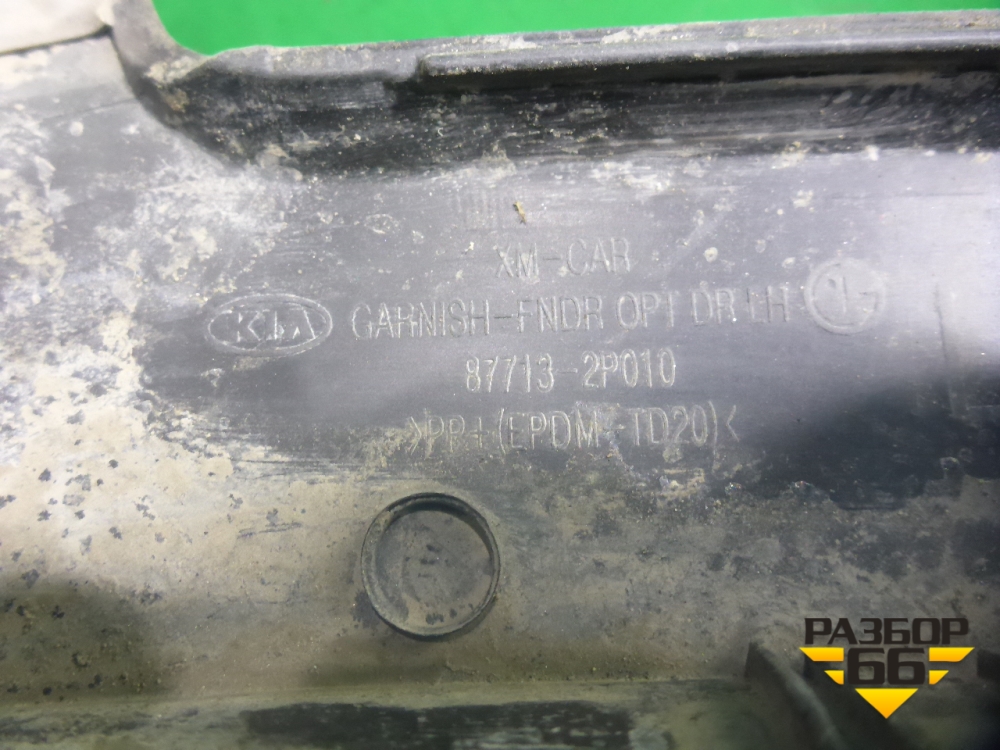 XM-CAR
KIA GARNISH-FNDR OPT DR LH
87713-2P010
>PP+(EPDM-TD20)<
РАЗБОР
66